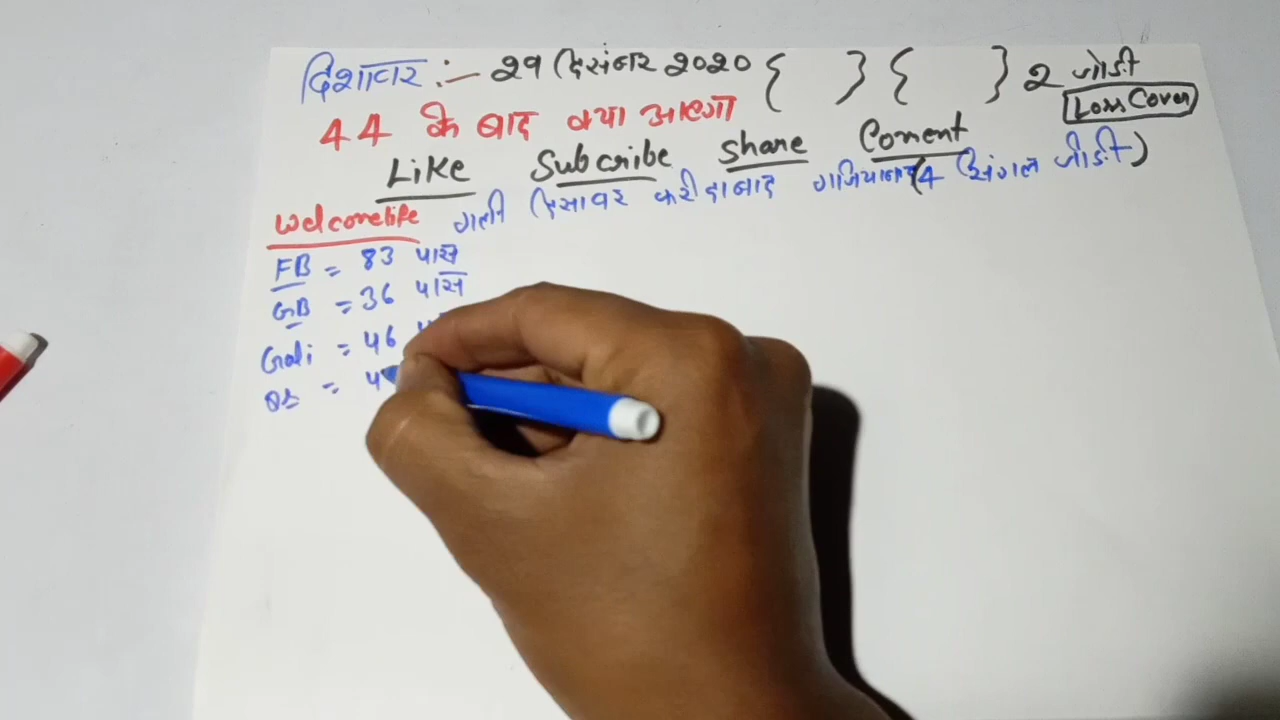 दिशावर :- 29 दिसंबर 2020 { } { } 2 जोडी
Loss Cover
44 के बाद क्या आएगा
Like Subcribe Share Coment
Welcomelife गली दिसावर फरीदाबाद गाजियाबाद (4 सिंगल जोडी)
FB = 83 पास
GB = 36 पास
Gali = 46
DS = 4